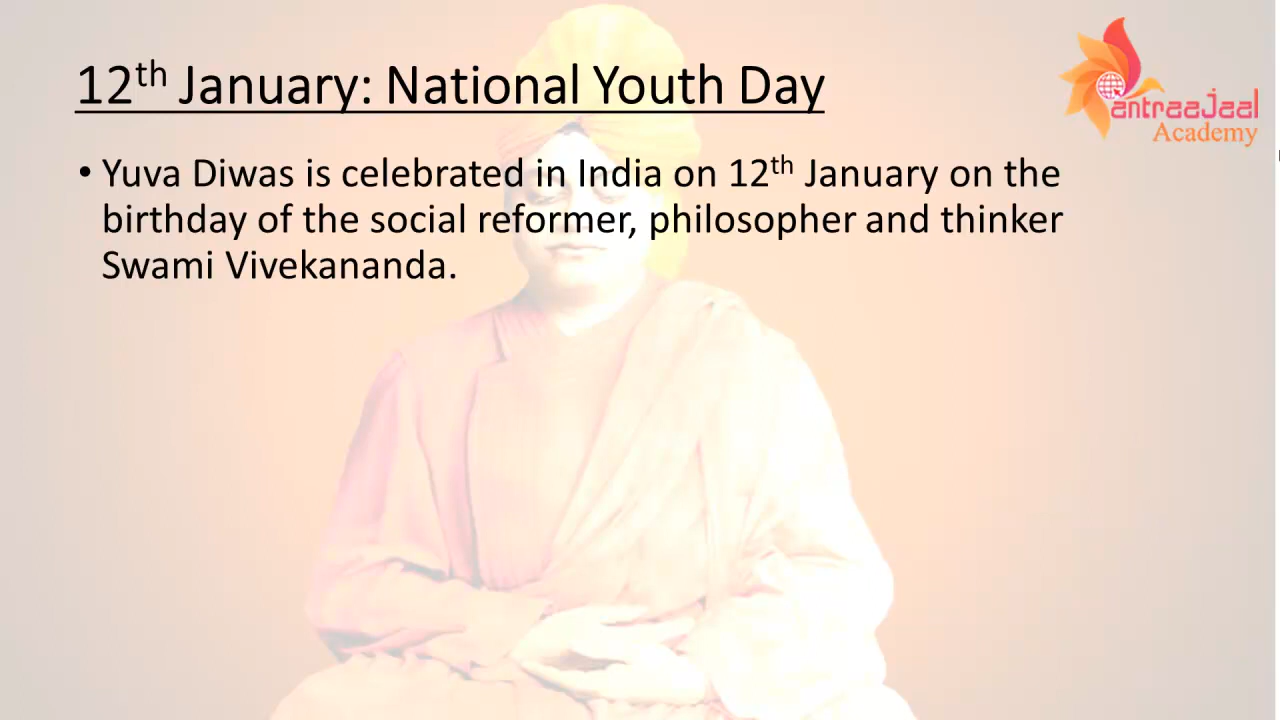 12th January: National Youth Day
antraajaal
Academy
• Yuva Diwas is celebrated in India on 12th January on the
birthday of the social reformer, philosopher and thinker
Swami Vivekananda.